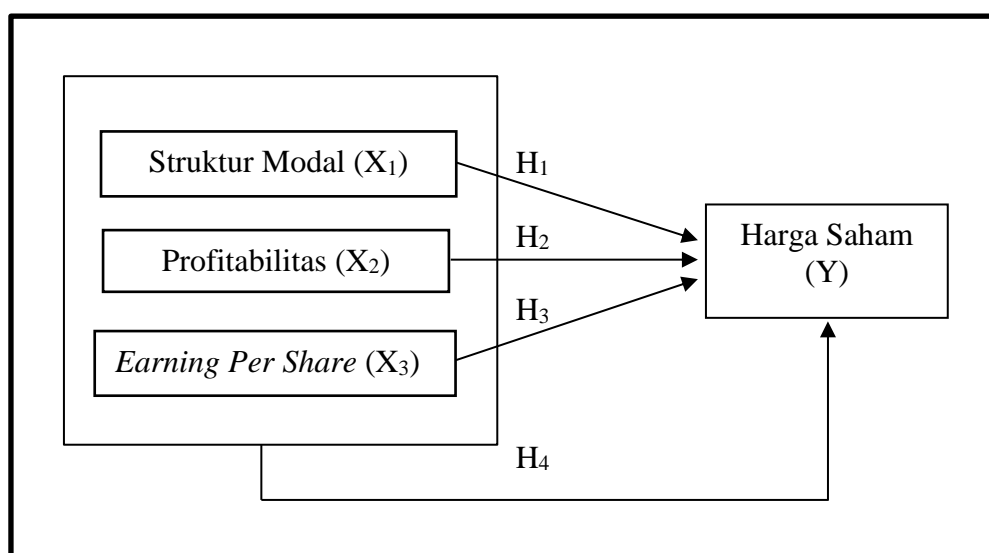 Struktur Modal (X₁)
H₁
Profitabilitas (X₂)
H₂
Harga Saham
(Y)
H₃
Earning Per Share (X₃)
H₄